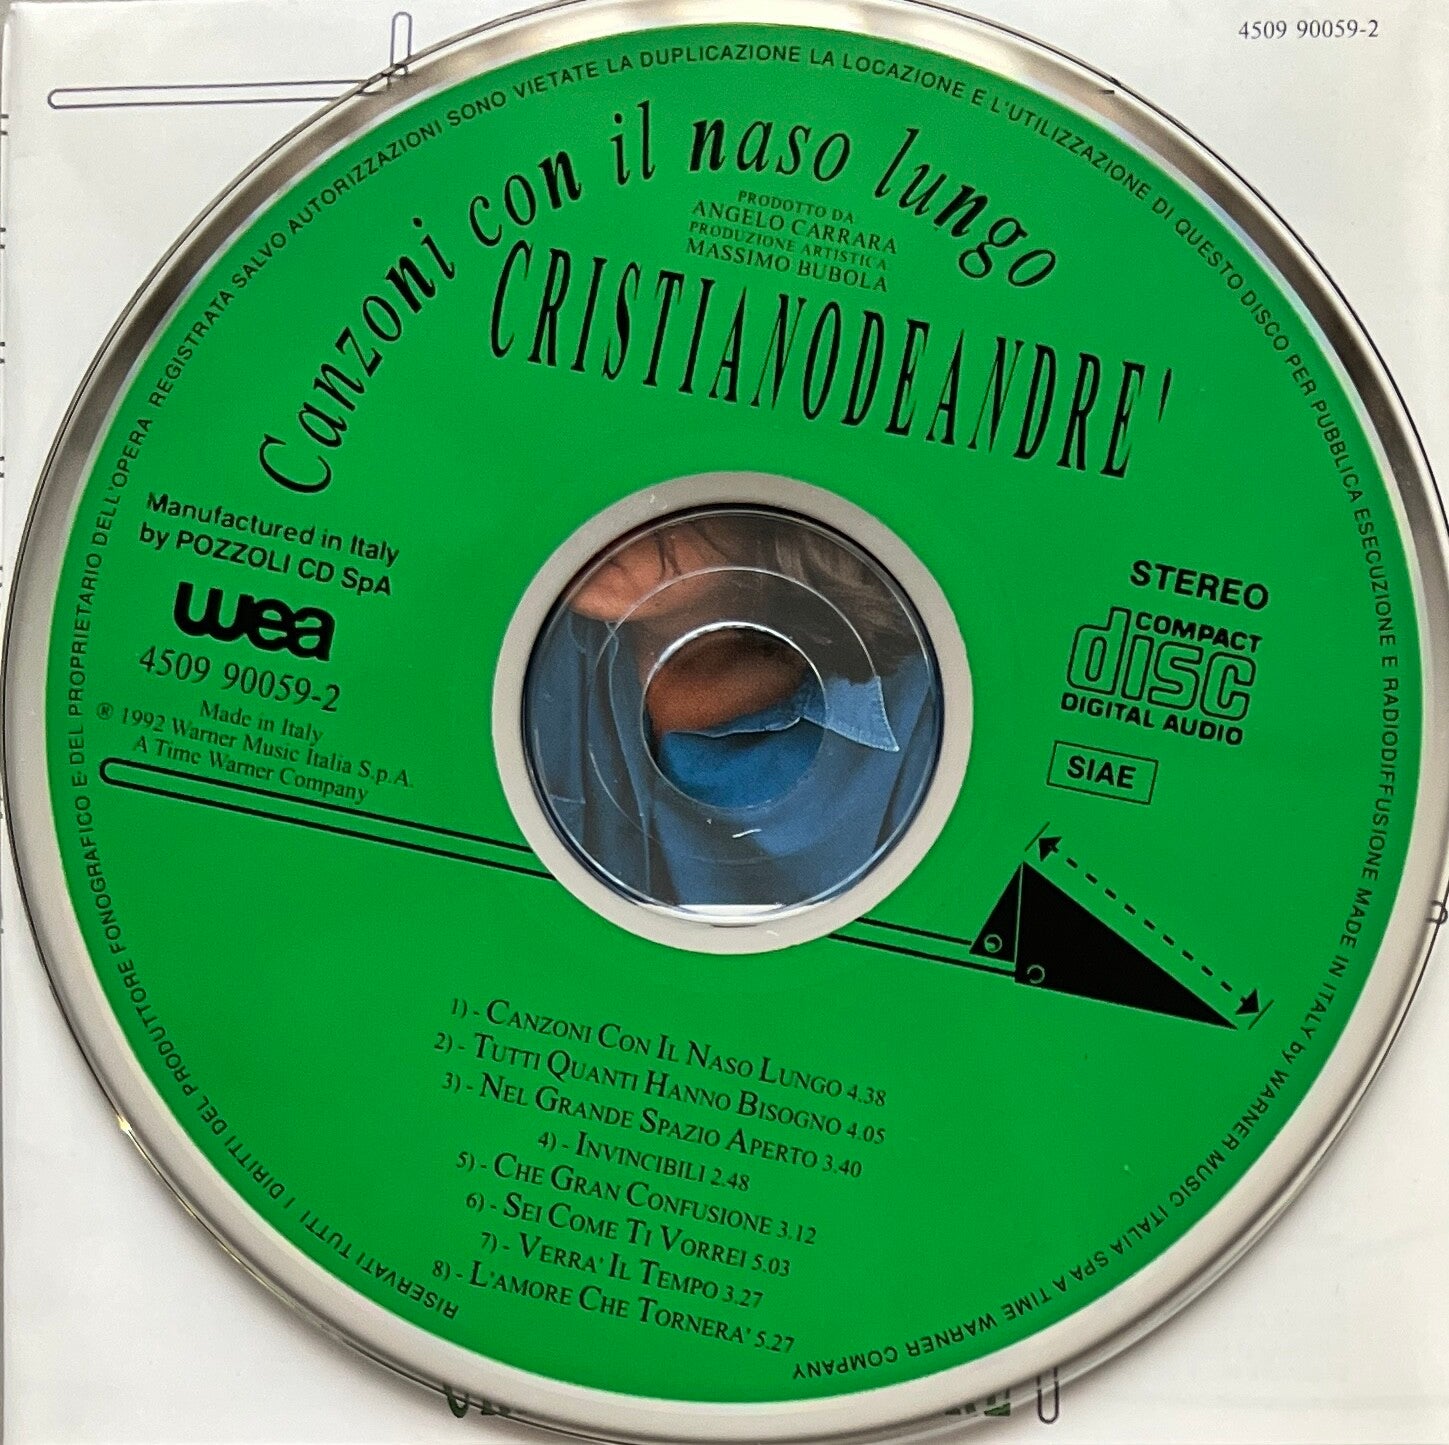 4509 90059-2
RISERVATI TUTTI I DIRITTI DEL PRODUTTORE FONOGRAFICO E DEL PROPRIETARIO DELL'OPERA REGISTRATA SALVO AUTORIZZAZIONI SONO VIETATE LA DUPLICAZIONE LA LOCAZIONE E L'UTILIZZAZIONE DI QUESTO DISCO PER PUBBLICA ESECUZIONE E RADIODIFFUSIONE MADE IN ITALY by WARNER MUSIC ITALIA SPA A TIME WARNER COMPANY
Canzoni con il naso lungo
PRODOTTO DA
ANGELO CARRARA
PRODUZIONE ARTISTICA
MASSIMO BUBOLA
CRISTIANODEANDRE'
Manufactured in Italy
by POZZOLI CD SpA
wea
4509 90059-2
Made in Italy
® 1992 Warner Music Italia S.p.A.
A Time Warner Company
STEREO
COMPACT
disc
DIGITAL AUDIO
SIAE
1) - CANZONI CON IL NASO LUNGO 4.38
2) - TUTTI QUANTI HANNO BISOGNO 4.05
3) - NEL GRANDE SPAZIO APERTO 3.40
4) - INVINCIBILI 2.48
5) - CHE GRAN CONFUSIONE 3.12
6) - SEI COME TI VORREI 5.03
7) - VERRA' IL TEMPO 3.27
8) - L'AMORE CHE TORNERA' 5.27